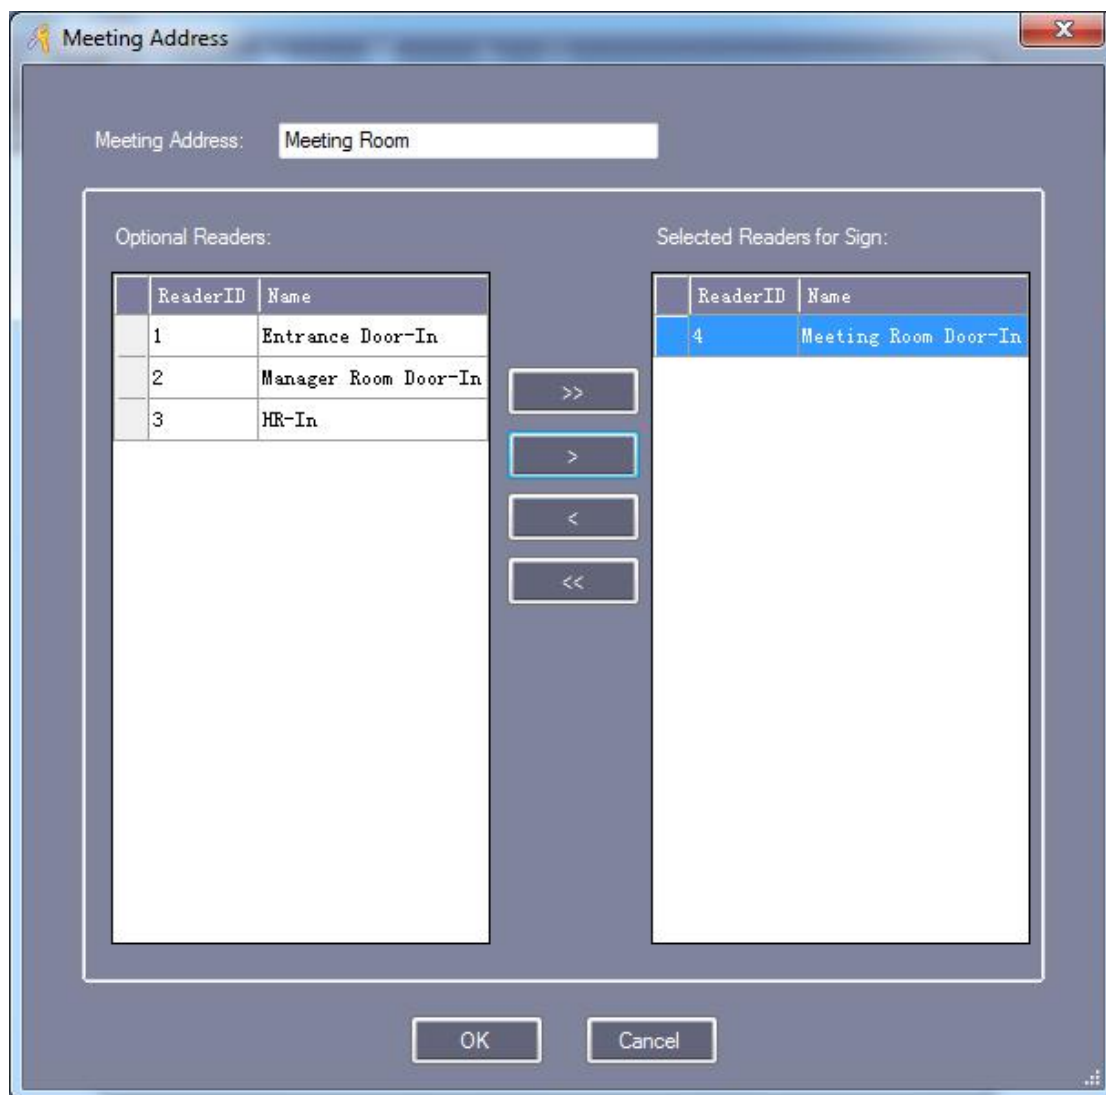 Meeting Address
x
Meeting Address: Meeting Room
Optional Readers:
ReaderID Name
1 Entrance Door-In
2 Manager Room Door-In
3 HR-In
>>
>
<
<<
Selected Readers for Sign:
ReaderID Name
4 Meeting Room Door-In
OK Cancel